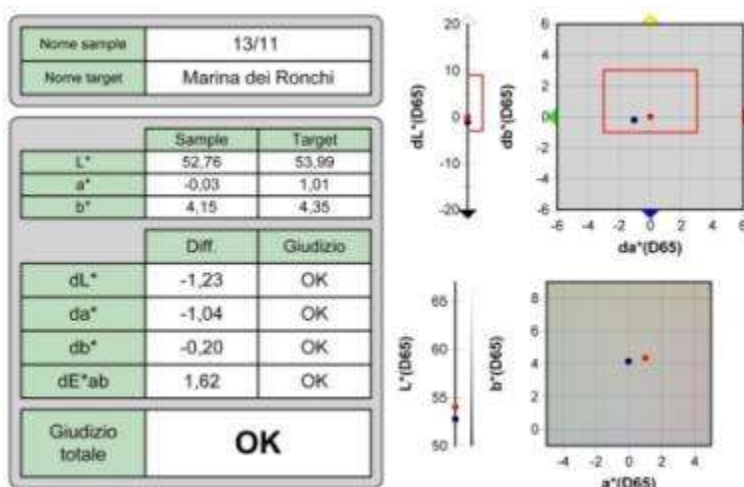 Nome sample 13/11
Nome target Marina dei Ronchi
Sample Target
L* 52,76 53,99
a* -0,03 1,01
b* 4,15 4,35
Diff. Giudizio
dL* -1,23 OK
da* -1,04 OK
db* -0,20 OK
dE*ab 1,62 OK
Giudizio totale OK
dL*(D65)
20
10
0
-10
-20
db*(D65)
6
4
2
0
-2
-4
-6
-6 -4 -2 0 2 4 6
da*(D65)
L*(D65)
65
60
55
50
b*(D65)
8
6
4
2
0
-4 -2 0 2 4
a*(D65)